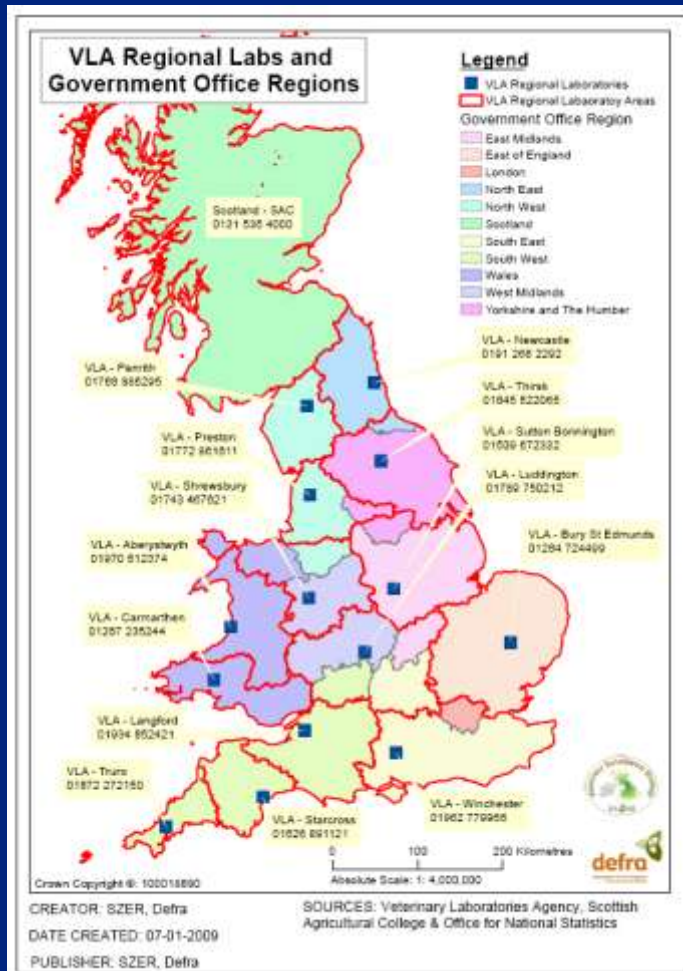 VLA Regional Labs and
Government Office Regions
Legend
VLA Regional Laboratories
VLA Regional Labaoratoy Areas
Government Office Region
East Midlands
East of England
London
North East
North West
Scotland
South East
South West
Wales
West Midlands
Yorkshire and The Humber
Scotland - SAC
0131 535 4000
VLA - Newcastle
0191 268 2292
VLA - Penrith
01768 885295
VLA - Thirsk
01845 522065
VLA - Preston
01772 861811
VLA - Sutton Bonnington
01509 672332
VLA - Shrewsbury
01743 467621
VLA - Luddington
01789 750212
VLA - Aberystwyth
01970 612374
VLA - Bury St Edmunds
01284 724499
VLA - Carmarthen
01267 235244
VLA - Langford
01934 852421
VLA - Truro
01872 272150
VLA - Starcross
01626 891121
VLA - Winchester
01962 779966
0 100 200 Kilometres
Absolute Scale: 1: 4,000,000
defra
Crown Copyright ©: 100018880
CREATOR: SZER, Defra
DATE CREATED: 07-01-2009
PUBLISHER: SZER, Defra
SOURCES: Veterinary Laboratories Agency, Scottish
Agricultural College & Office for National Statistics